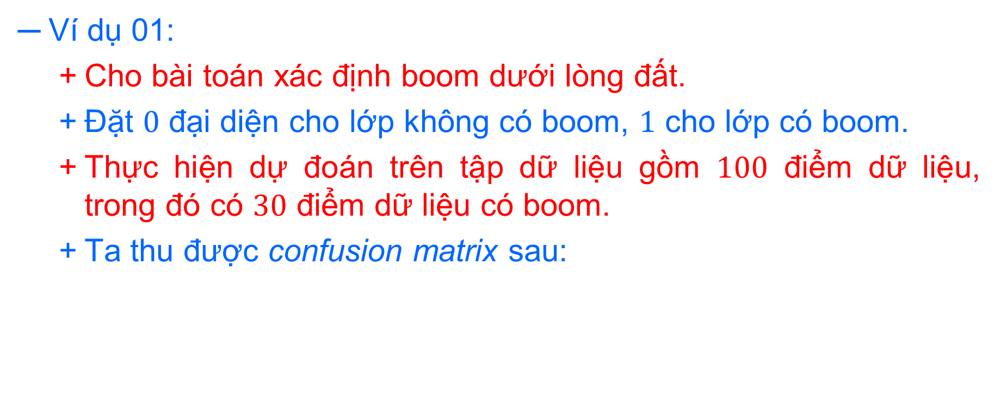 — Ví dụ 01:
+ Cho bài toán xác định boom dưới lòng đất.
+ Đặt 0 đại diện cho lớp không có boom, 1 cho lớp có boom.
+ Thực hiện dự đoán trên tập dữ liệu gồm 100 điểm dữ liệu,
trong đó có 30 điểm dữ liệu có boom.
+ Ta thu được confusion matrix sau: